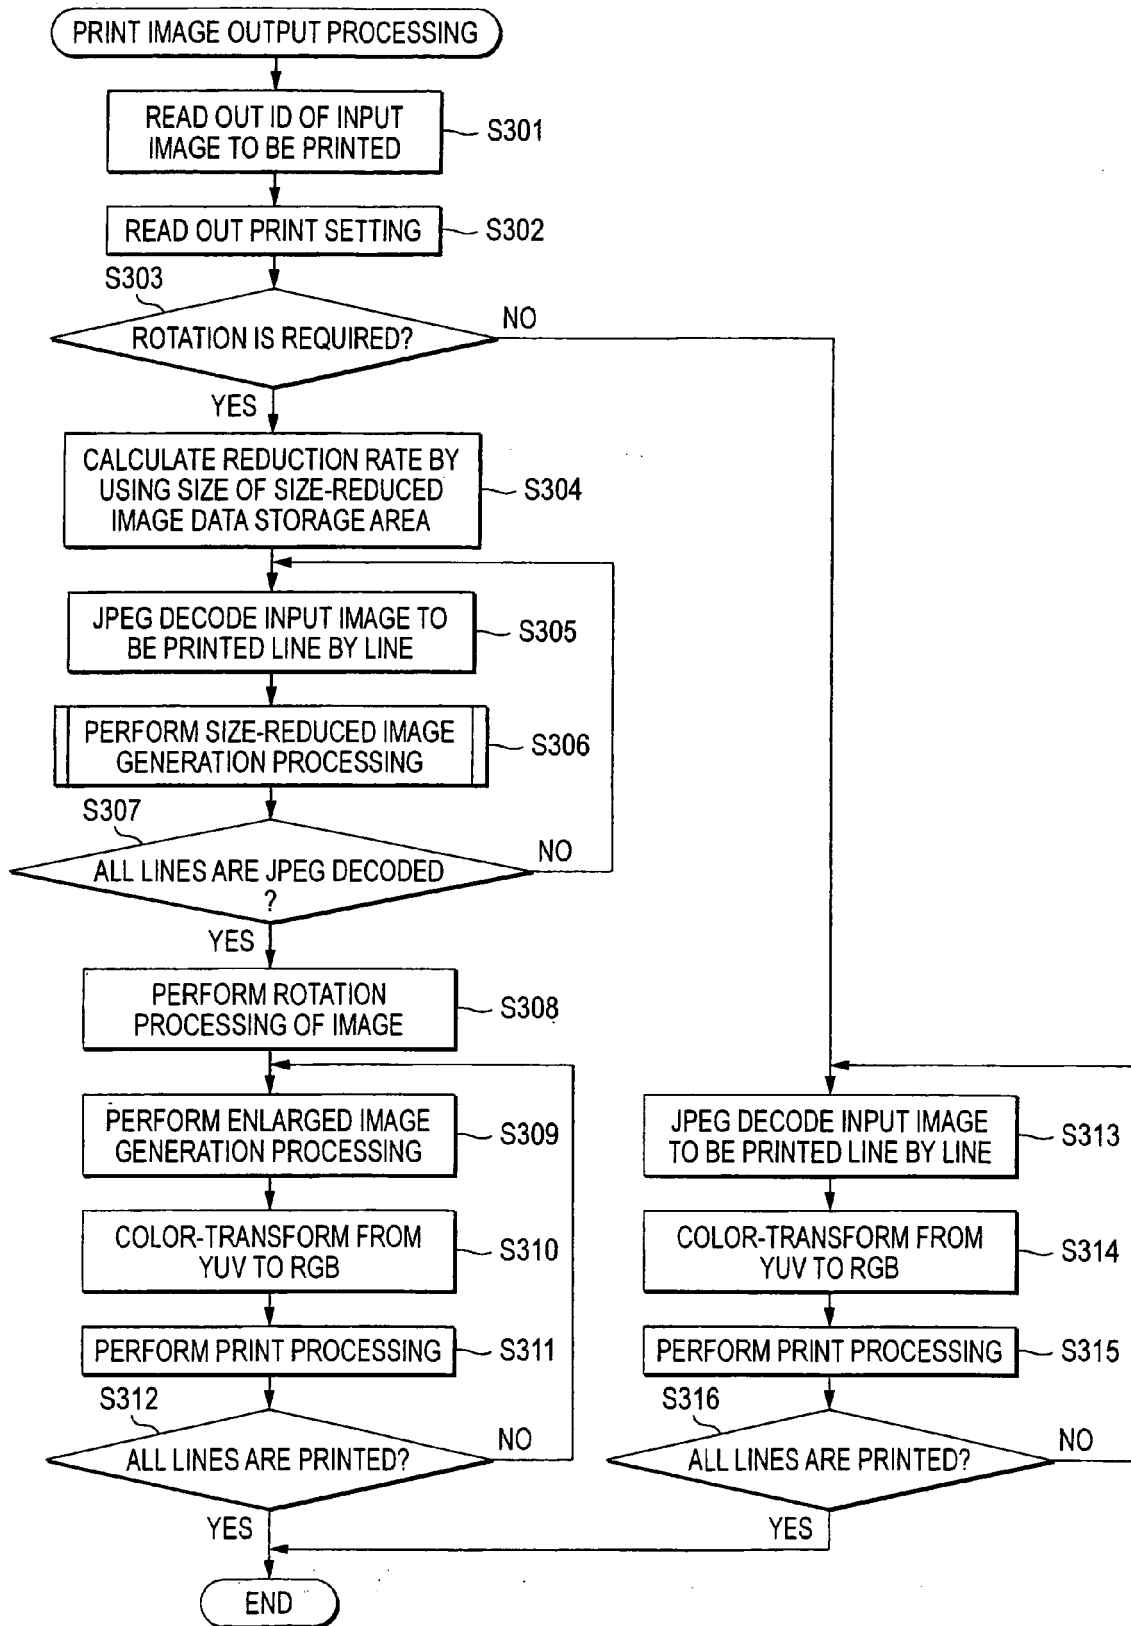 PRINT IMAGE OUTPUT PROCESSING
READ OUT ID OF INPUT
IMAGE TO BE PRINTED
S301
READ OUT PRINT SETTING
S302
S303
ROTATION IS REQUIRED?
NO
YES
CALCULATE REDUCTION RATE BY
USING SIZE OF SIZE-REDUCED
IMAGE DATA STORAGE AREA
S304
JPEG DECODE INPUT IMAGE TO
BE PRINTED LINE BY LINE
S305
PERFORM SIZE-REDUCED IMAGE
GENERATION PROCESSING
S306
S307
ALL LINES ARE JPEG DECODED
?
NO
YES
PERFORM ROTATION
PROCESSING OF IMAGE
S308
PERFORM ENLARGED IMAGE
GENERATION PROCESSING
S309
COLOR-TRANSFORM FROM
YUV TO RGB
S310
PERFORM PRINT PROCESSING
S311
S312
ALL LINES ARE PRINTED?
NO
YES
JPEG DECODE INPUT IMAGE
TO BE PRINTED LINE BY LINE
S313
COLOR-TRANSFORM FROM
YUV TO RGB
S314
PERFORM PRINT PROCESSING
S315
S316
ALL LINES ARE PRINTED?
NO
YES
END